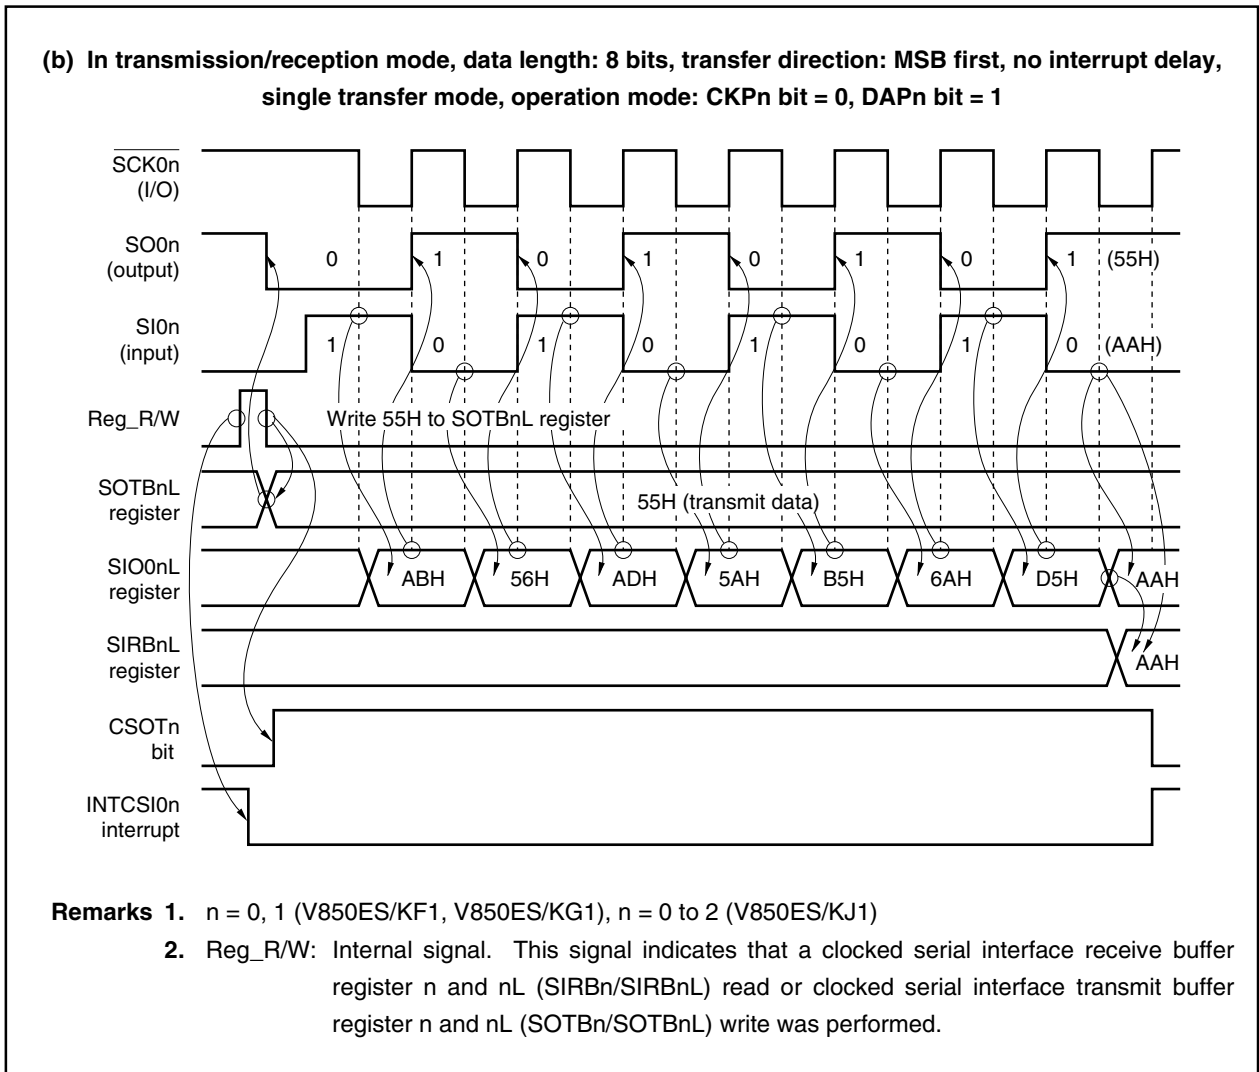 (b) In transmission/reception mode, data length: 8 bits, transfer direction: MSB first, no interrupt delay,
single transfer mode, operation mode: CKPn bit = 0, DAPn bit = 1
SCK0n
(I/O)
SO0n
(output)
0 1 0 1 0 1 0 1 (55H)
SI0n
(input)
1 0 1 0 1 0 1 0 (AAH)
Reg_R/W
Write 55H to SOTBnL register
SOTBnL
register
55H (transmit data)
SIO0nL
register
ABH 56H ADH 5AH B5H 6AH D5H AAH
SIRBnL
register
AAH
CSOTn
bit
INTCSI0n
interrupt
Remarks 1. n = 0, 1 (V850ES/KF1, V850ES/KG1), n = 0 to 2 (V850ES/KJ1)
2. Reg_R/W: Internal signal. This signal indicates that a clocked serial interface receive buffer
register n and nL (SIRBn/SIRBnL) read or clocked serial interface transmit buffer
register n and nL (SOTBn/SOTBnL) write was performed.